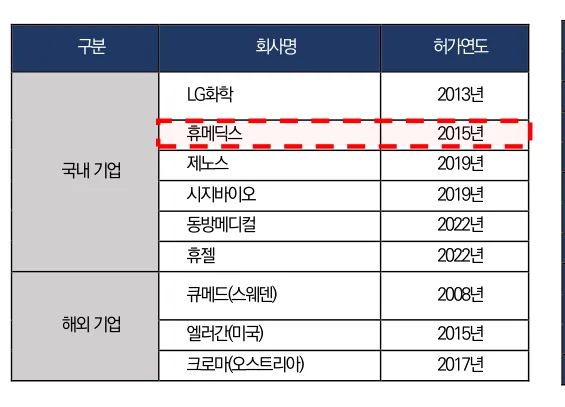 구분 회사명 허가연도
국내 기업
LG화학 2013년
휴메딕스 2015년
제노스 2019년
시지바이오 2019년
동방메디컬 2022년
휴젤 2022년
해외 기업
큐메드(스웨덴) 2008년
엘러간(미국) 2015년
크로마(오스트리아) 2017년